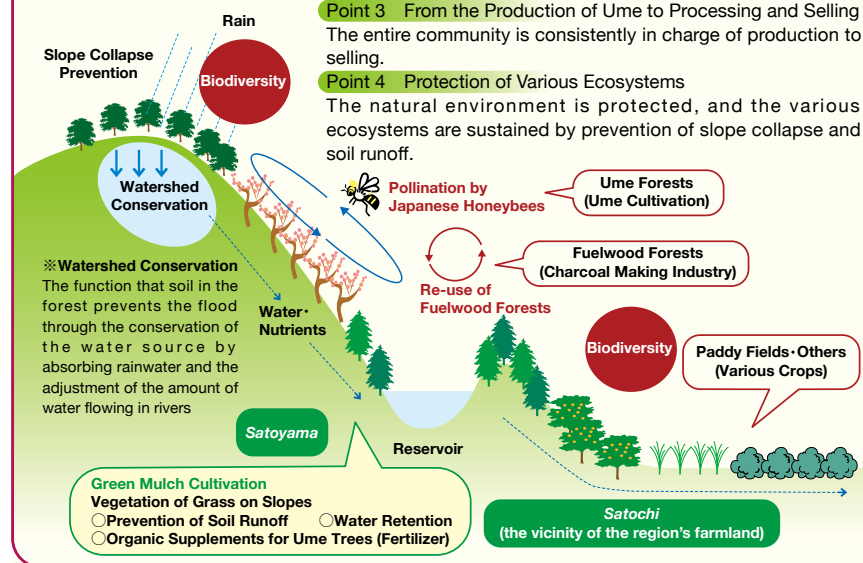 Point 3 From the Production of Ume to Processing and Selling
The entire community is consistently in charge of production to
selling.
Point 4 Protection of Various Ecosystems
The natural environment is protected, and the various
ecosystems are sustained by prevention of slope collapse and
soil runoff.
Rain
Slope Collapse
Prevention
Biodiversity
Watershed
Conservation
Pollination by
Japanese Honeybees
Ume Forests
(Ume Cultivation)
Re-use of
Fuelwood Forests
Fuelwood Forests
(Charcoal Making Industry)
※Watershed Conservation
The function that soil in the
forest prevents the flood
through the conservation of
the water source by
absorbing rainwater and the
adjustment of the amount of
water flowing in rivers
Water・
Nutrients
Biodiversity
Paddy Fields・Others
(Various Crops)
Satoyama
Reservoir
Green Mulch Cultivation
Vegetation of Grass on Slopes
○Prevention of Soil Runoff ○Water Retention
○Organic Supplements for Ume Trees (Fertilizer)
Satochi
(the vicinity of the region's farmland)